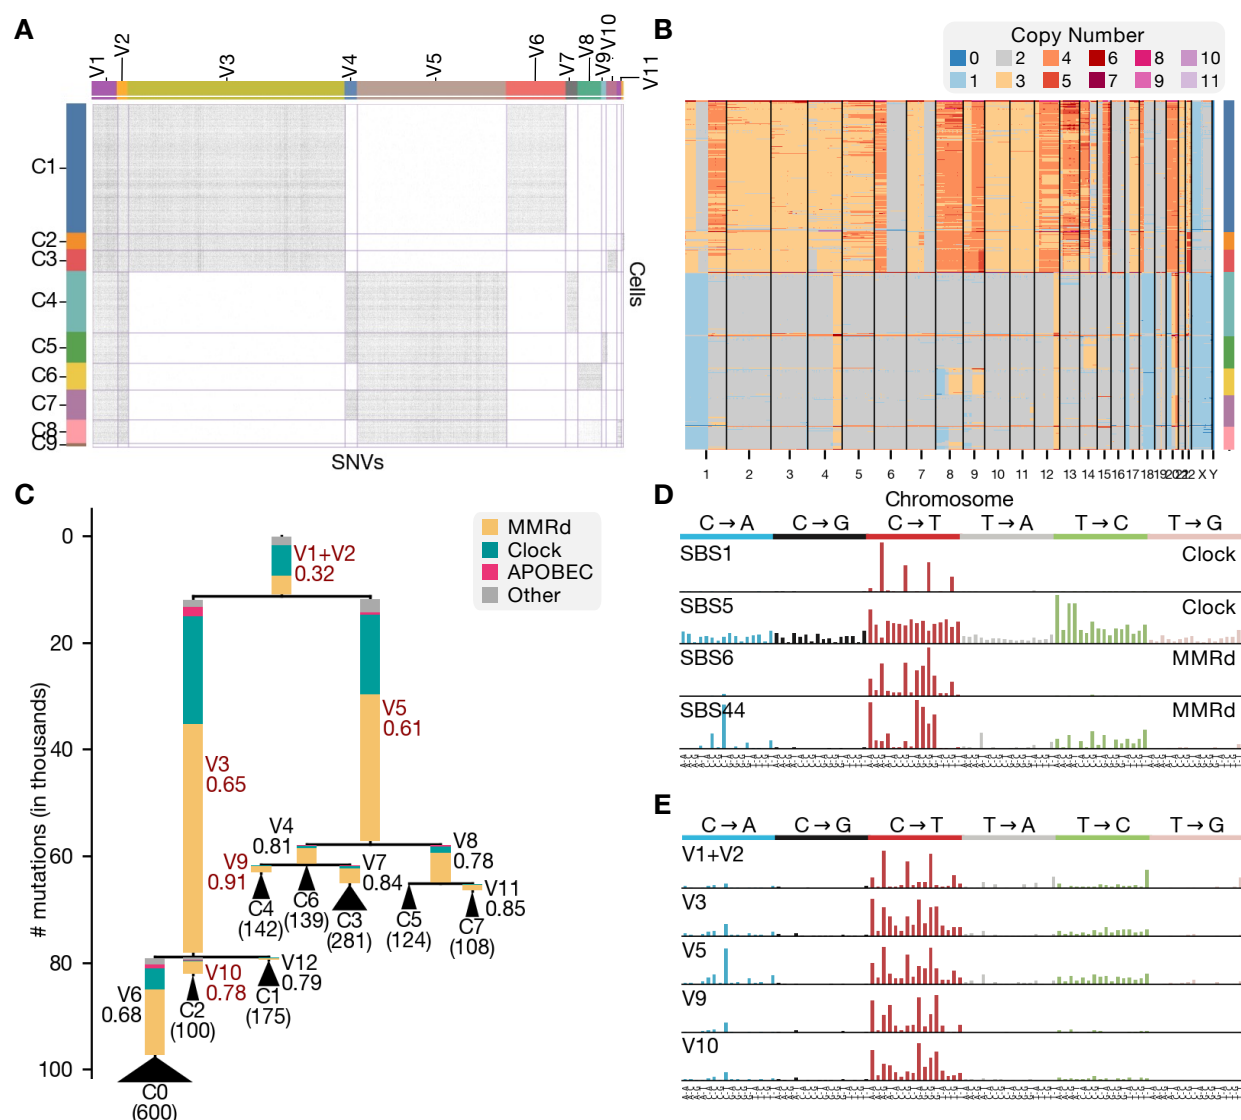 A
V1
V2
V3
V4
V5
V6
V7
V8
V9
V10
V11
C1
C2
C3
C4
C5
C6
C7
C8
C9
Cells
SNVs
B
Copy Number
0 2 4 6 8 10
1 3 5 7 9 11
1 2 3 4 5 6 7 8 9 10 11 12 13 14 15 16 17 18 19 20 21 22 X Y
Chromosome
C
# mutations (in thousands)
0
20
40
60
80
100
MMRd
Clock
APOBEC
Other
V1+V2
0.32
V3
0.65
V5
0.61
V4
0.81
V8
0.78
V9
0.91
V7
0.84
V11
0.85
C4
(142)
C6
(139)
C3
(281)
C5
(124)
C7
(108)
V6
0.68
V10
0.78
V12
0.79
C2
(100)
C1
(175)
C0
(600)
D
C→A C→G C→T T→A T→C T→G
SBS1 Clock
SBS5 Clock
SBS6 MMRd
SBS44 MMRd
E
C→A C→G C→T T→A T→C T→G
V1+V2
V3
V5
V9
V10